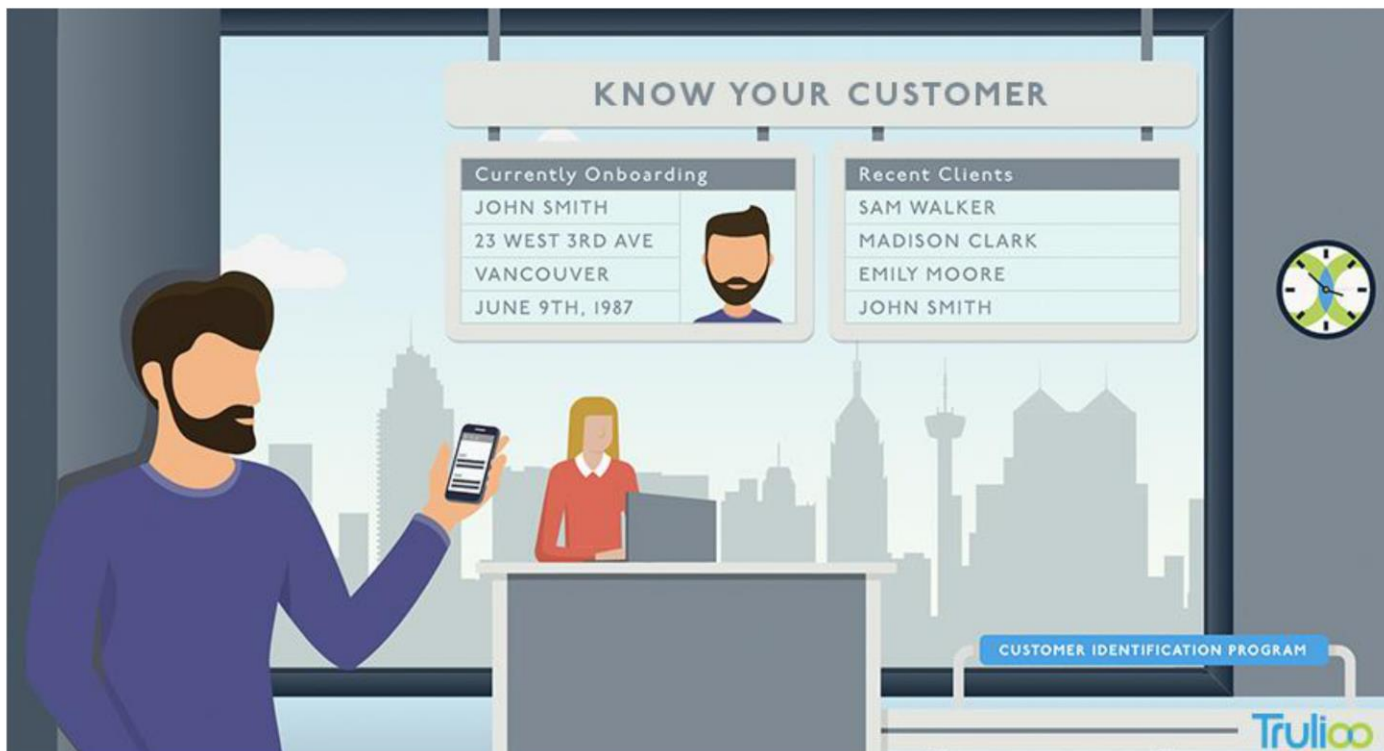 KNOW YOUR CUSTOMER
Currently Onboarding
JOHN SMITH
23 WEST 3RD AVE
VANCOUVER
JUNE 9TH, 1987
Recent Clients
SAM WALKER
MADISON CLARK
EMILY MOORE
JOHN SMITH
CUSTOMER IDENTIFICATION PROGRAM
Trulioo